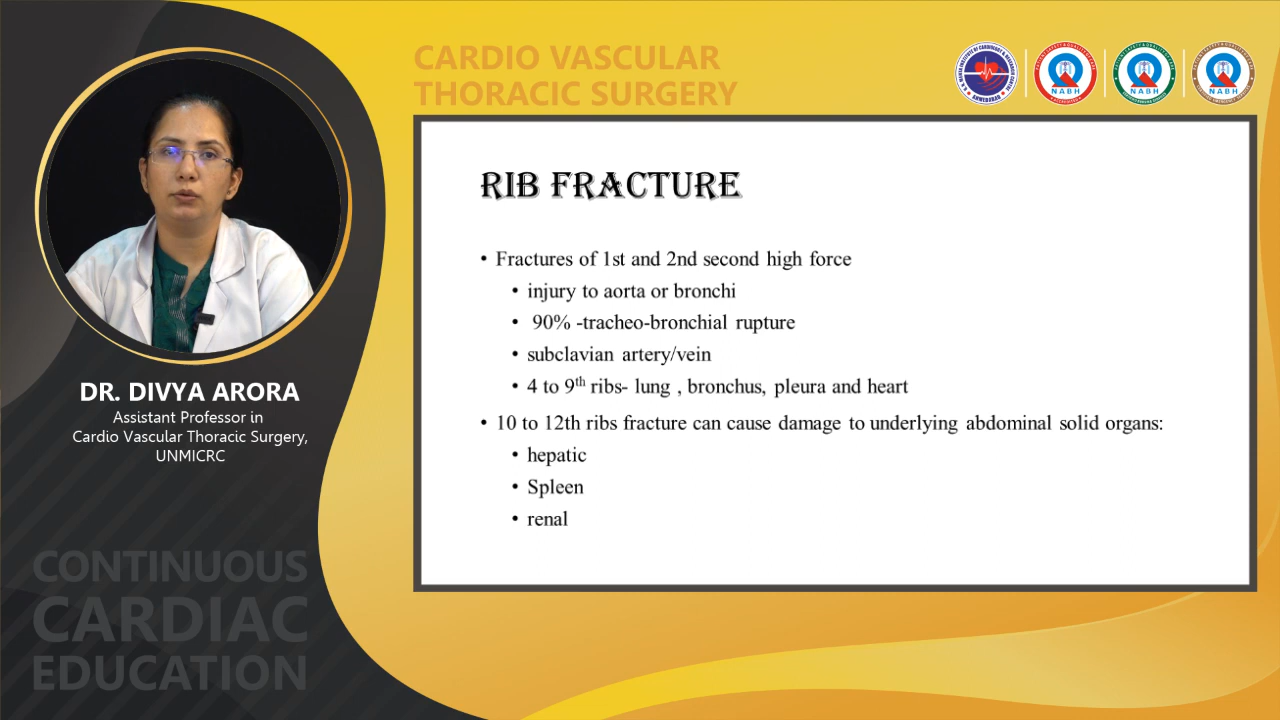 CARDIO VASCULAR
THORACIC SURGERY
NABH
NABH
NABH
RIB FRACTURE
• Fractures of 1st and 2nd second high force
• injury to aorta or bronchi
• 90% -tracheo-bronchial rupture
• subclavian artery/vein
• 4 to 9th ribs- lung , bronchus, pleura and heart
• 10 to 12th ribs fracture can cause damage to underlying abdominal solid organs:
• hepatic
• Spleen
• renal
DR. DIVYA ARORA
Assistant Professor in
Cardio Vascular Thoracic Surgery,
UNMICRC
CONTINUOUS
CARDIAC
EDUCATION